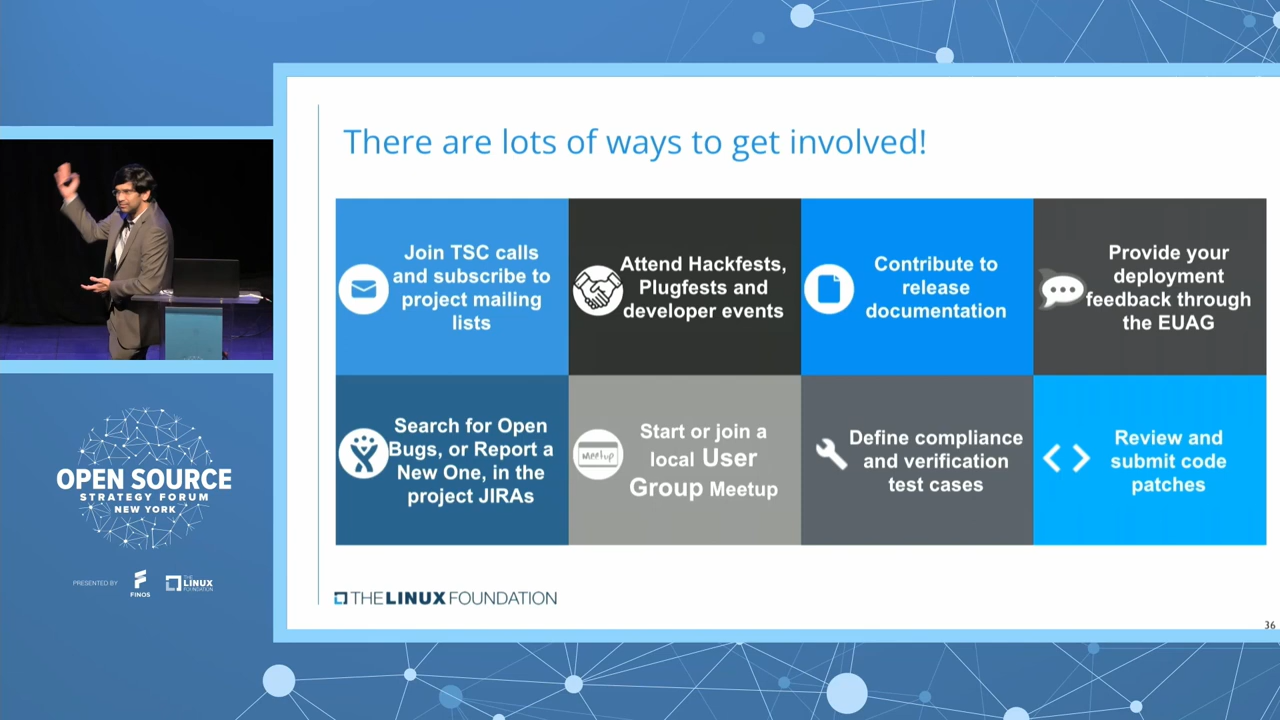 There are lots of ways to get involved!
Join TSC calls
and subscribe to
project mailing
lists
Attend Hackfests,
Plugfests and
developer events
Contribute to
release
documentation
Provide your
deployment
feedback through
the EUAG
Search for Open
Bugs, or Report a
New One, in the
project JIRAs
Meetup
Start or join a
local User
Group Meetup
Define compliance
and verification
test cases
Review and
submit code
patches
THE LINUX FOUNDATION
36
OPEN SOURCE
STRATEGY FORUM
NEW YORK
PRESENTED BY
FINOS
THE
LINUX
FOUNDATION